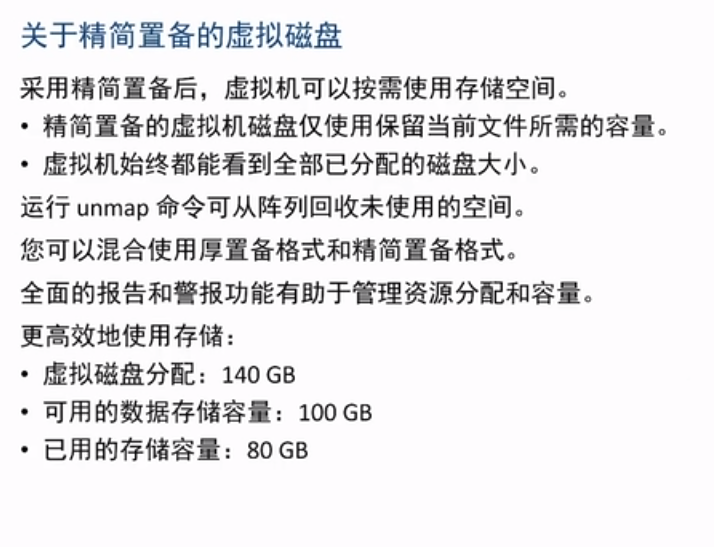 关于精简置备的虚拟磁盘
采用精简置备后，虚拟机可以按需使用存储空间。
• 精简置备的虚拟机磁盘仅使用保留当前文件所需的容量。
• 虚拟机始终都能看到全部已分配的磁盘大小。
运行 unmap 命令可从阵列回收未使用的空间。
您可以混合使用厚置备格式和精简置备格式。
全面的报告和警报功能有助于管理资源分配和容量。
更高效地使用存储：
• 虚拟磁盘分配：140 GB
• 可用的数据存储容量：100 GB
• 已用的存储容量：80 GB